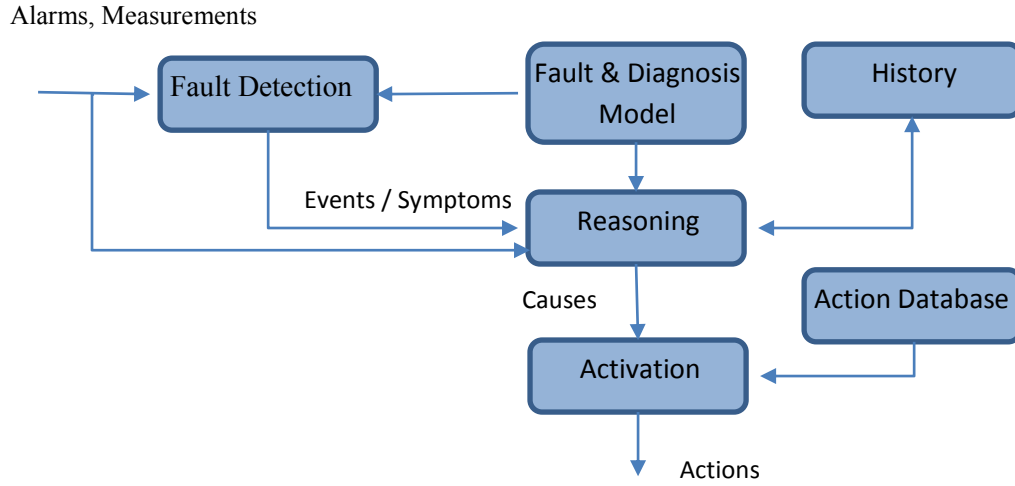 Alarms, Measurements
Fault Detection
Fault & Diagnosis
Model
History
Events / Symptoms
Reasoning
Causes
Action Database
Activation
Actions